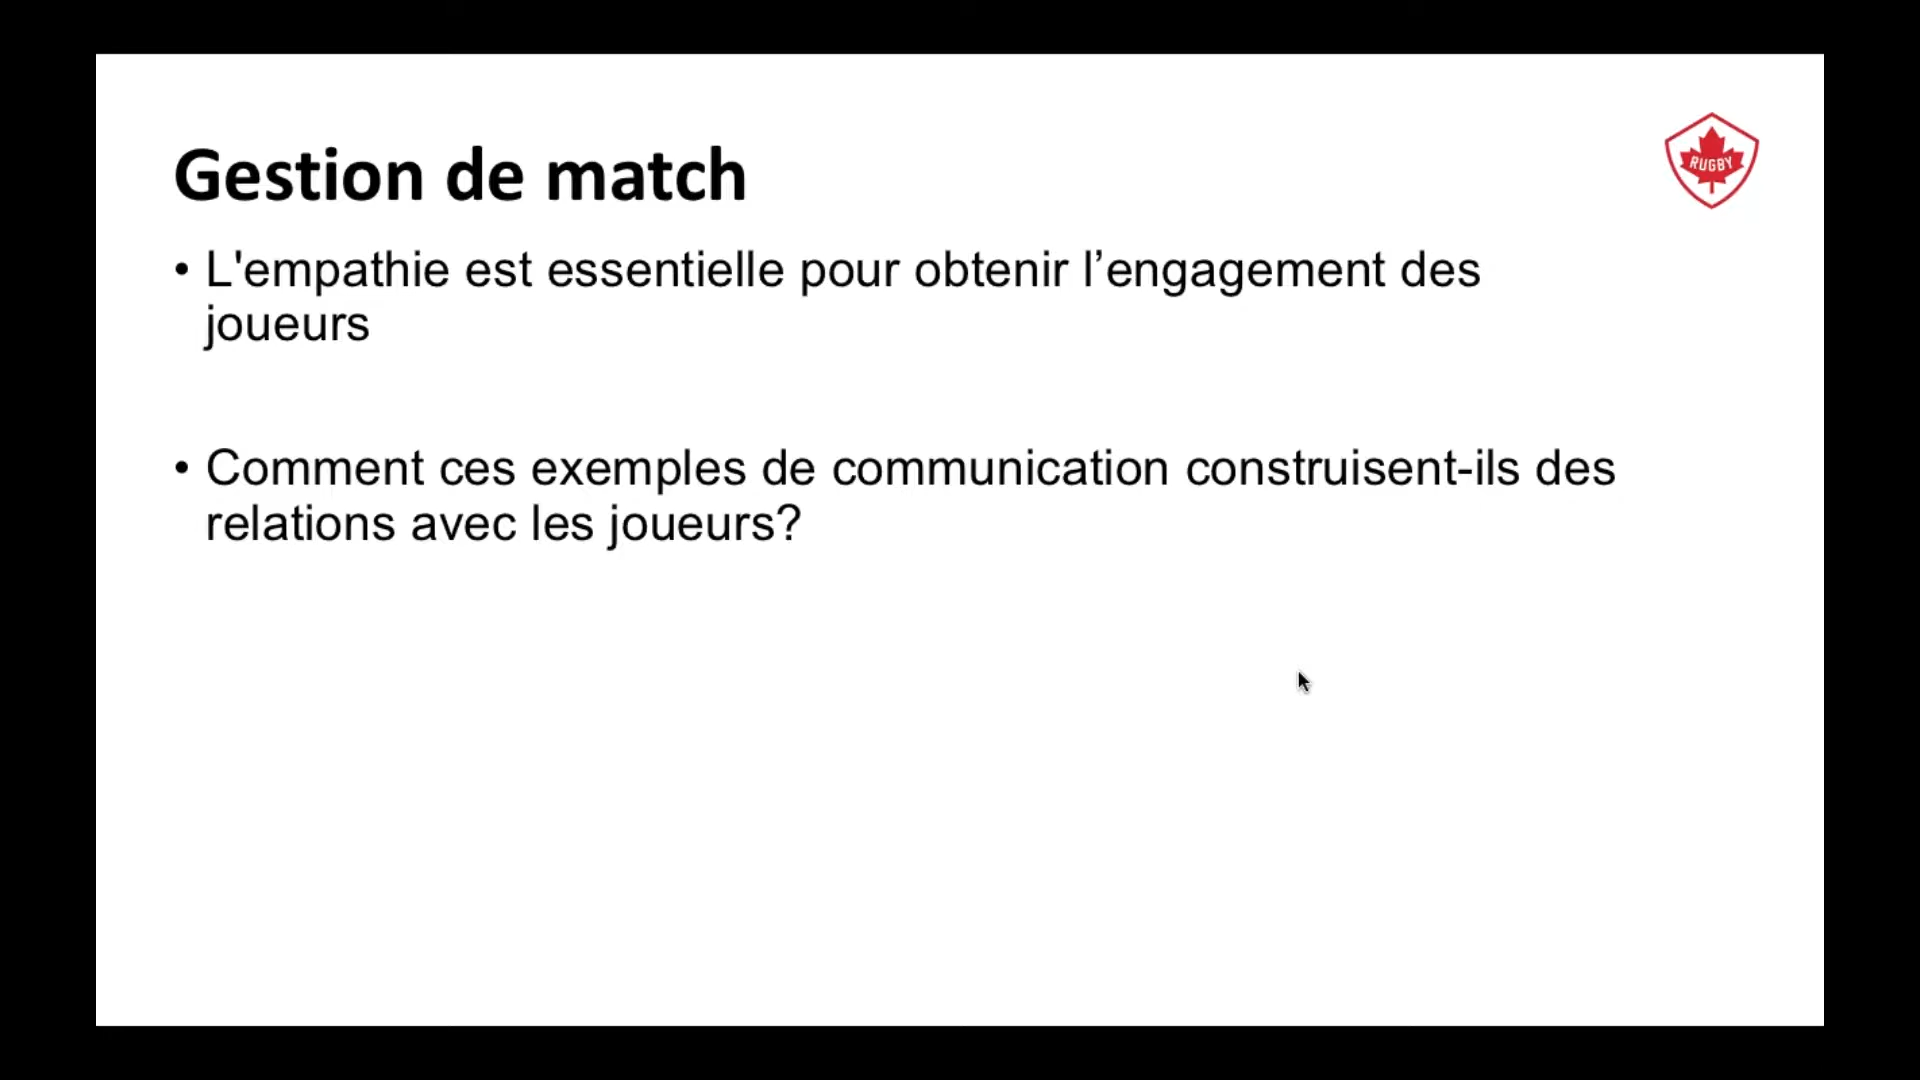 Gestion de match
RUGBY
• L'empathie est essentielle pour obtenir l’engagement des
joueurs
• Comment ces exemples de communication construisent-ils des
relations avec les joueurs?